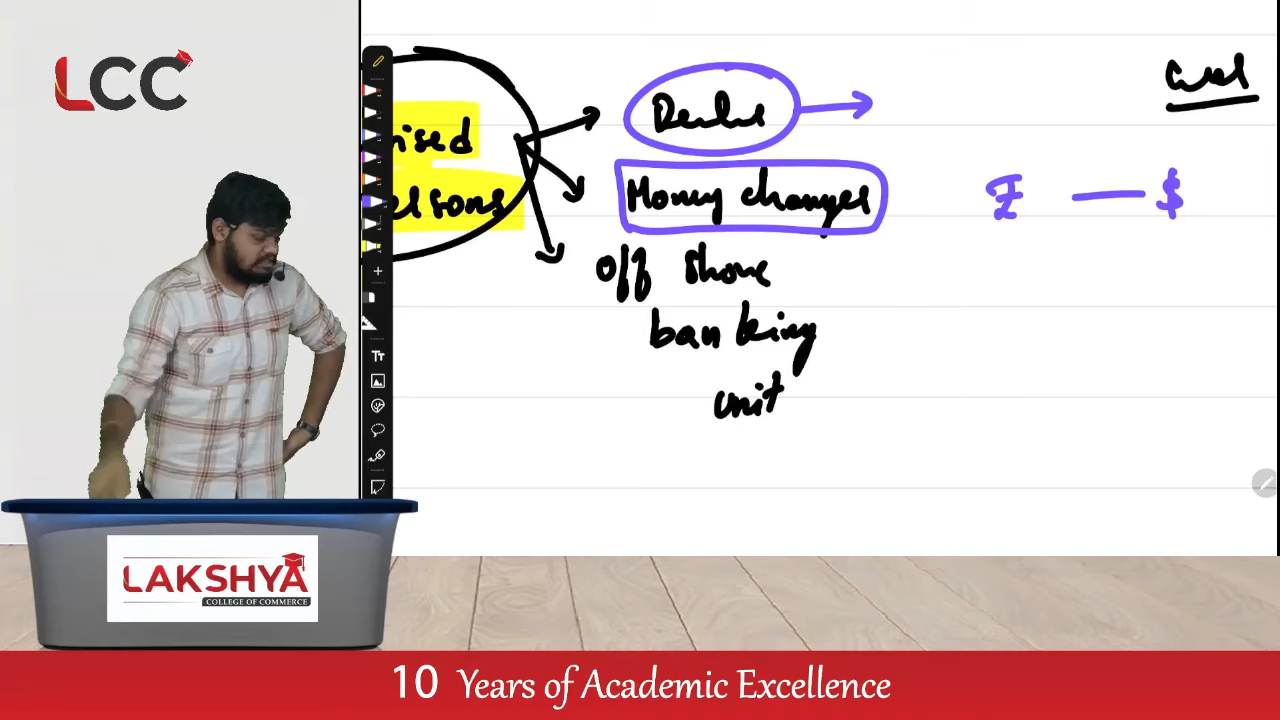 LCC
ised
sons
Dealer
Money changer
₹ — $
off shore
banking
unit
LAKSHYA
COLLEGE OF COMMERCE
10 Years of Academic Excellence